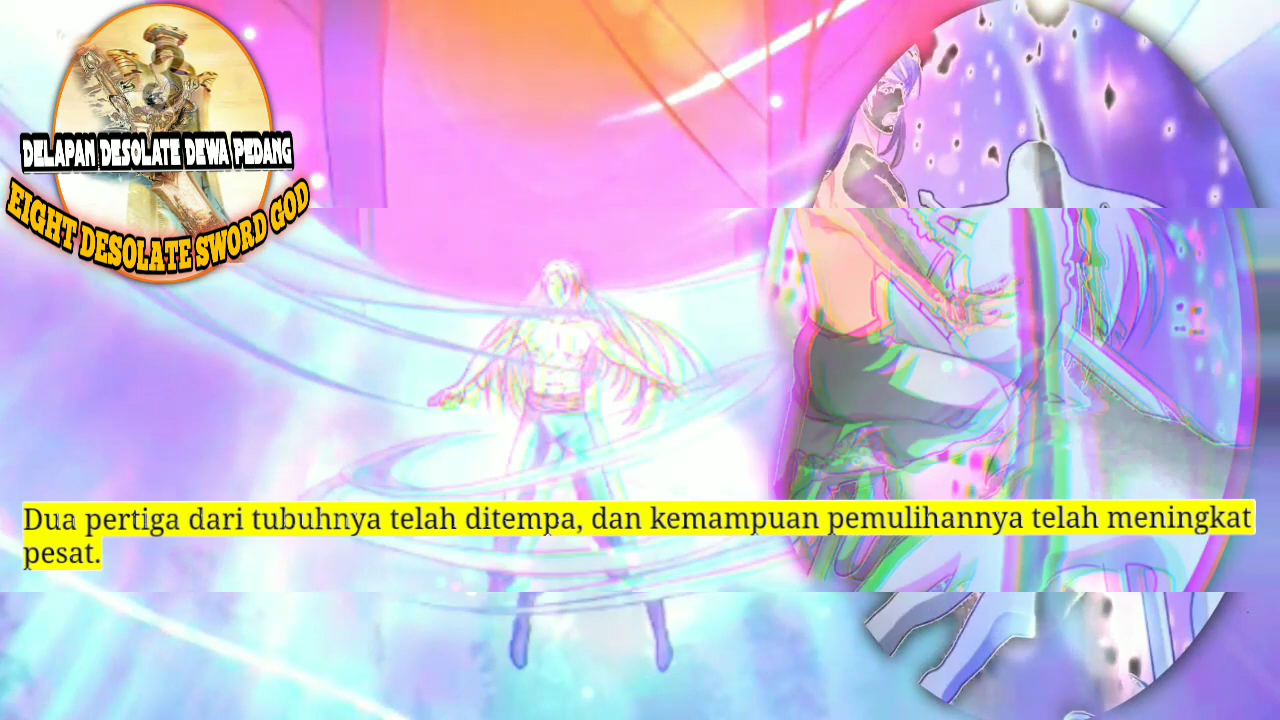 DELAPAN DESOLATE DEWA PEDANG
EIGHT DESOLATE SWORD GOD
Dua pertiga dari tubuhnya telah ditempa, dan kemampuan pemulihannya telah meningkat
pesat.